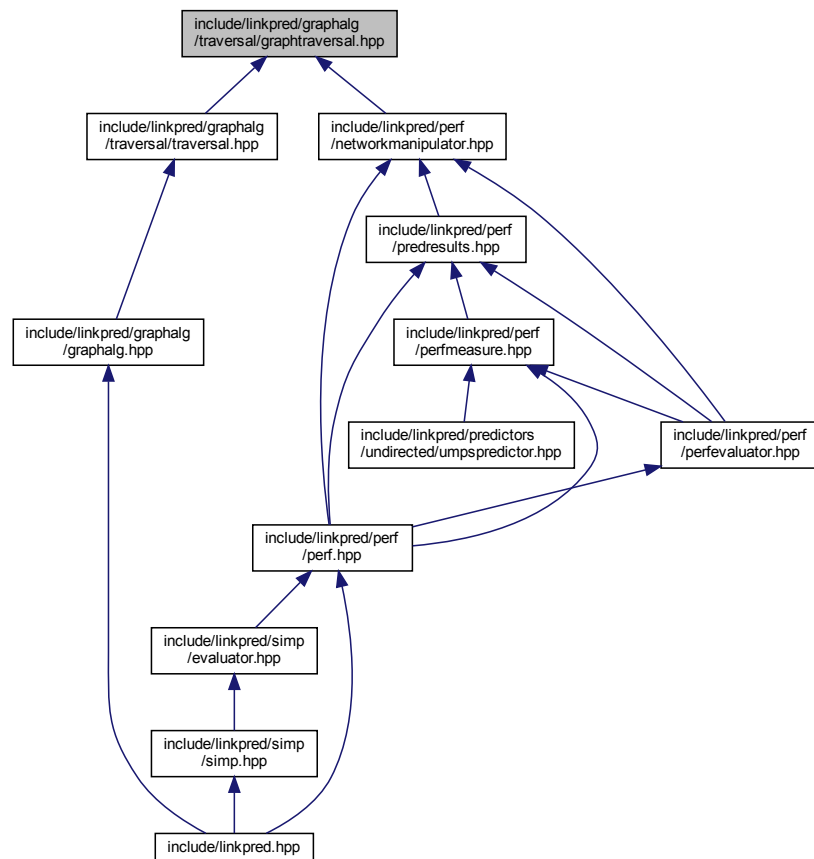 include/linkpred/graphalg
/traversal/graphtraversal.hpp
include/linkpred/graphalg
/traversal/traversal.hpp
include/linkpred/perf
/networkmanipulator.hpp
include/linkpred/perf
/predresults.hpp
include/linkpred/graphalg
/graphalg.hpp
include/linkpred/perf
/perfmeasure.hpp
include/linkpred/predictors
/undirected/umpspredictor.hpp
include/linkpred/perf
/perfevaluator.hpp
include/linkpred/perf
/perf.hpp
include/linkpred/simp
/evaluator.hpp
include/linkpred/simp
/simp.hpp
include/linkpred.hpp